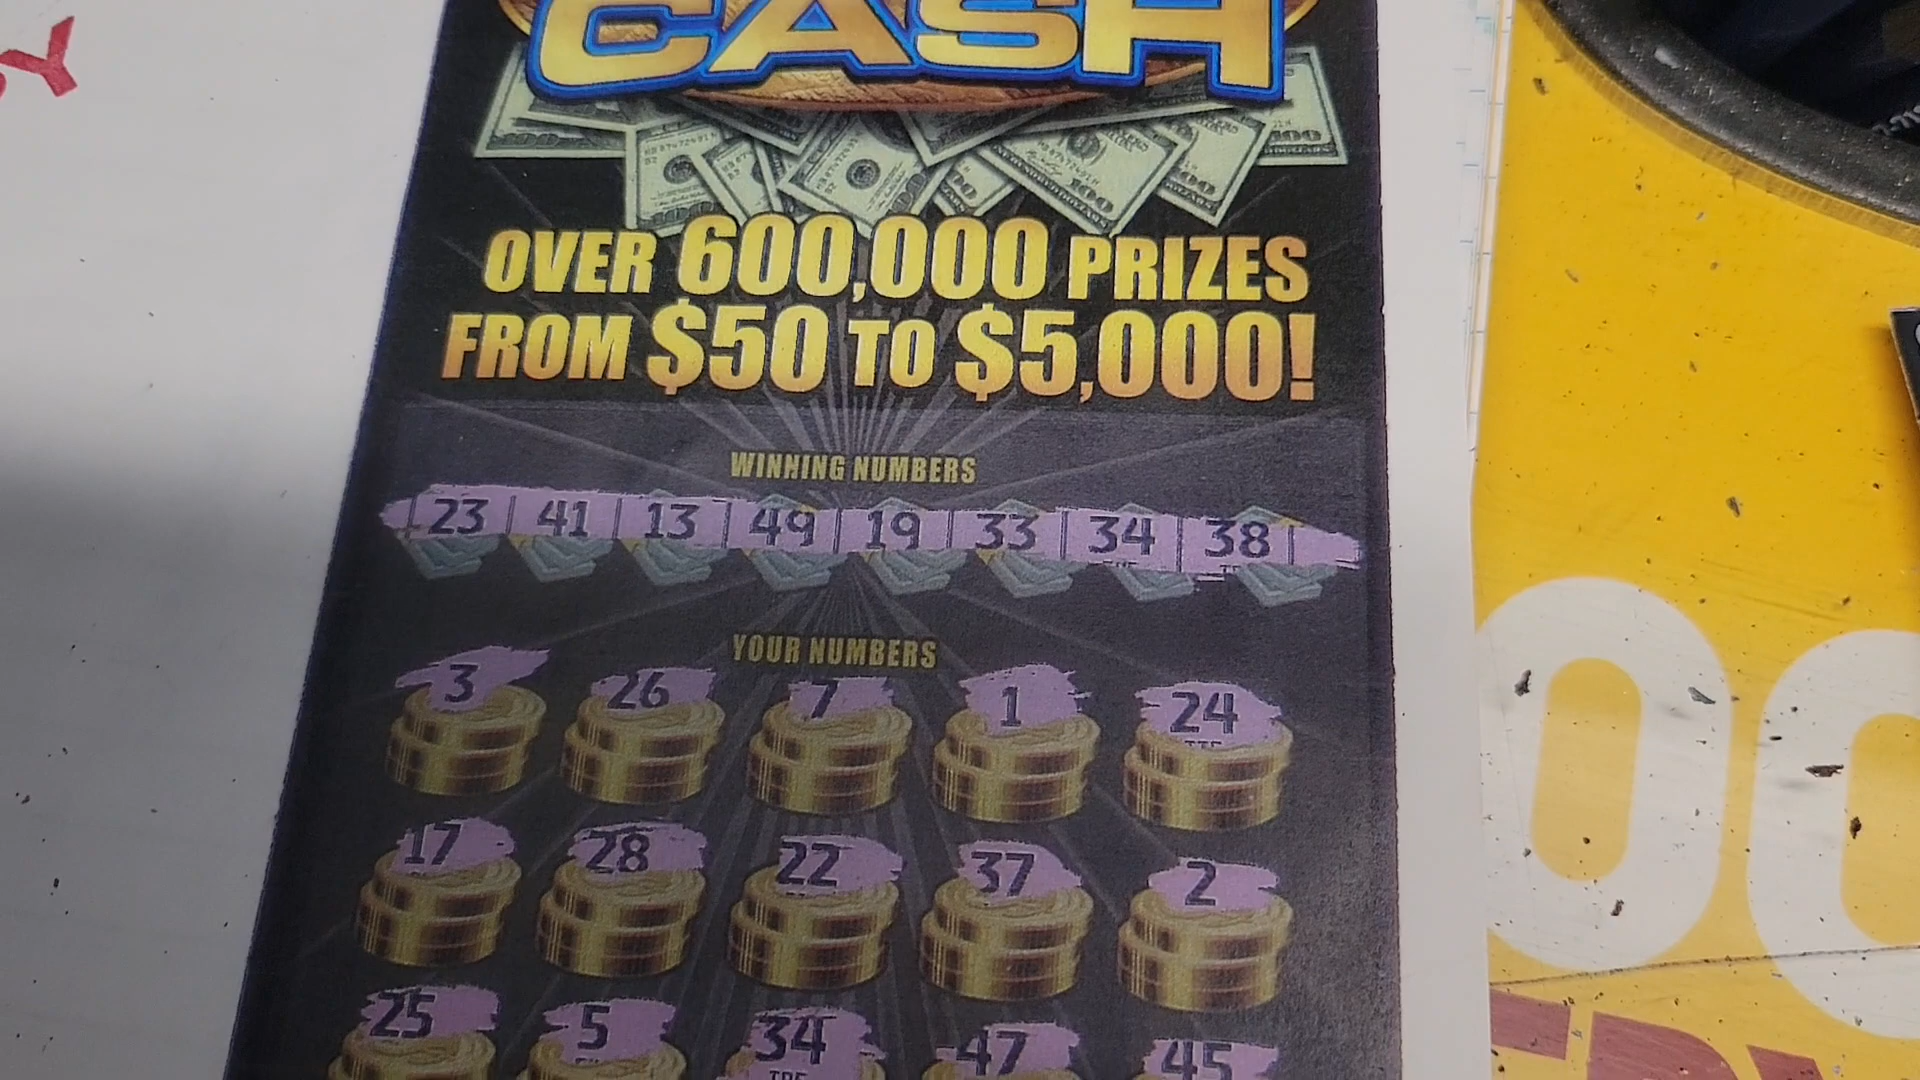 CASH
OVER 600,000 PRIZES
FROM $50 TO $5,000!
WINNING NUMBERS
23 41 13 49 19 33 34 38
YOUR NUMBERS
3 26 7 1 24
17 28 22 37 2
25 5 34 47 45